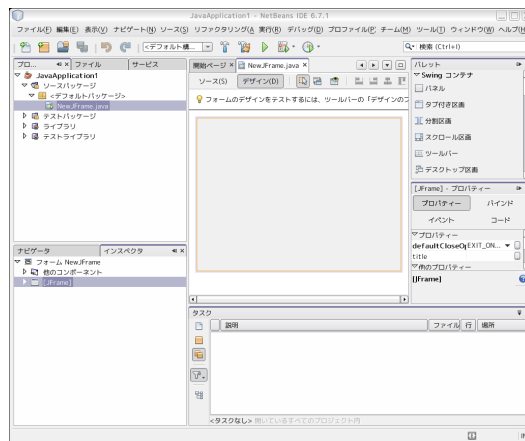 JavaApplication1 - NetBeans IDE 6.7.1
ファイル(F) 編集(E) 表示(V) ナビゲート(N) ソース(S) リファクタリング(A) 実行(R) デバッグ(D) プロファイル(P) チーム(M) ツール(T) ウィンドウ(W) ヘルプ(H
<デフォルト構...
検索 (Ctrl+I)
プロ... ファイル サービス
JavaApplication1
ソースパッケージ
<デフォルトパッケージ>
NewJFrame.java
テストパッケージ
ライブラリ
テストライブラリ
開始ページ × NewJFrame.java ×
ソース(S) デザイン(D)
フォームのデザインをテストするには、ツールバーの「デザインのプ
パレット
Swing コンテナ
パネル
タブ付き区画
分割区画
スクロール区画
ツールバー
デスクトップ区画
[JFrame] - プロパティー
プロパティー バインド
イベント コード
プロパティー
defaultCloseOp EXIT_ON...
title
他のプロパティー
[JFrame]
ナビゲータ インスペクタ
フォーム NewJFrame
他のコンポーネント
[JFrame]
タスク
説明 ファイル 行 場所
<タスクなし> 開いているすべてのプロジェクト内